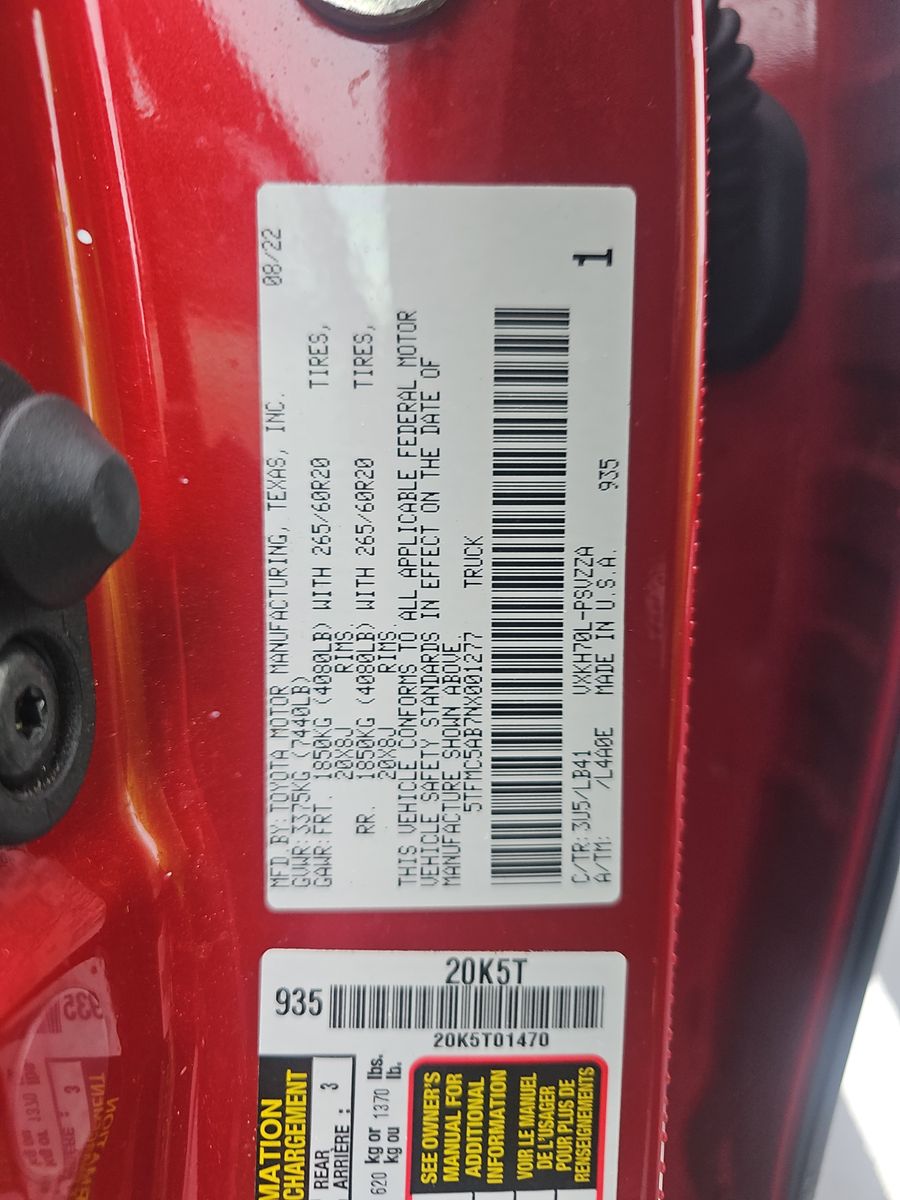 MFD.BY:TOYOTA MOTOR MANUFACTURING, TEXAS, INC. 08/22
GVWR:3375KG (7440LB)
GAWR:FRT. 1850KG (4080LB) WITH 265/60R20 TIRES,
20X8J RIMS
RR. 1850KG (4080LB) WITH 265/60R20 TIRES,
20X8J RIMS
THIS VEHICLE CONFORMS TO ALL APPLICABLE FEDERAL MOTOR
VEHICLE SAFETY STANDARDS IN EFFECT ON THE DATE OF
MANUFACTURE SHOWN ABOVE.
5TFMC5AB7NX001277 TRUCK
C/TR:3U5/LB41 VXKH70L-PSVZZA 935 1
A/TM: /L4A0E MADE IN U.S.A.
935
20K5T
20K5T01470
MATION
CHARGEMENT
REAR
ARRIÈRE : 3
620 kg or 1370 lbs.
kg ou lb.
SEE OWNER'S
MANUAL FOR
ADDITIONAL
INFORMATION
VOIR LE MANUEL
DE L'USAGER
POUR PLUS DE
RENSEIGNEMENTS